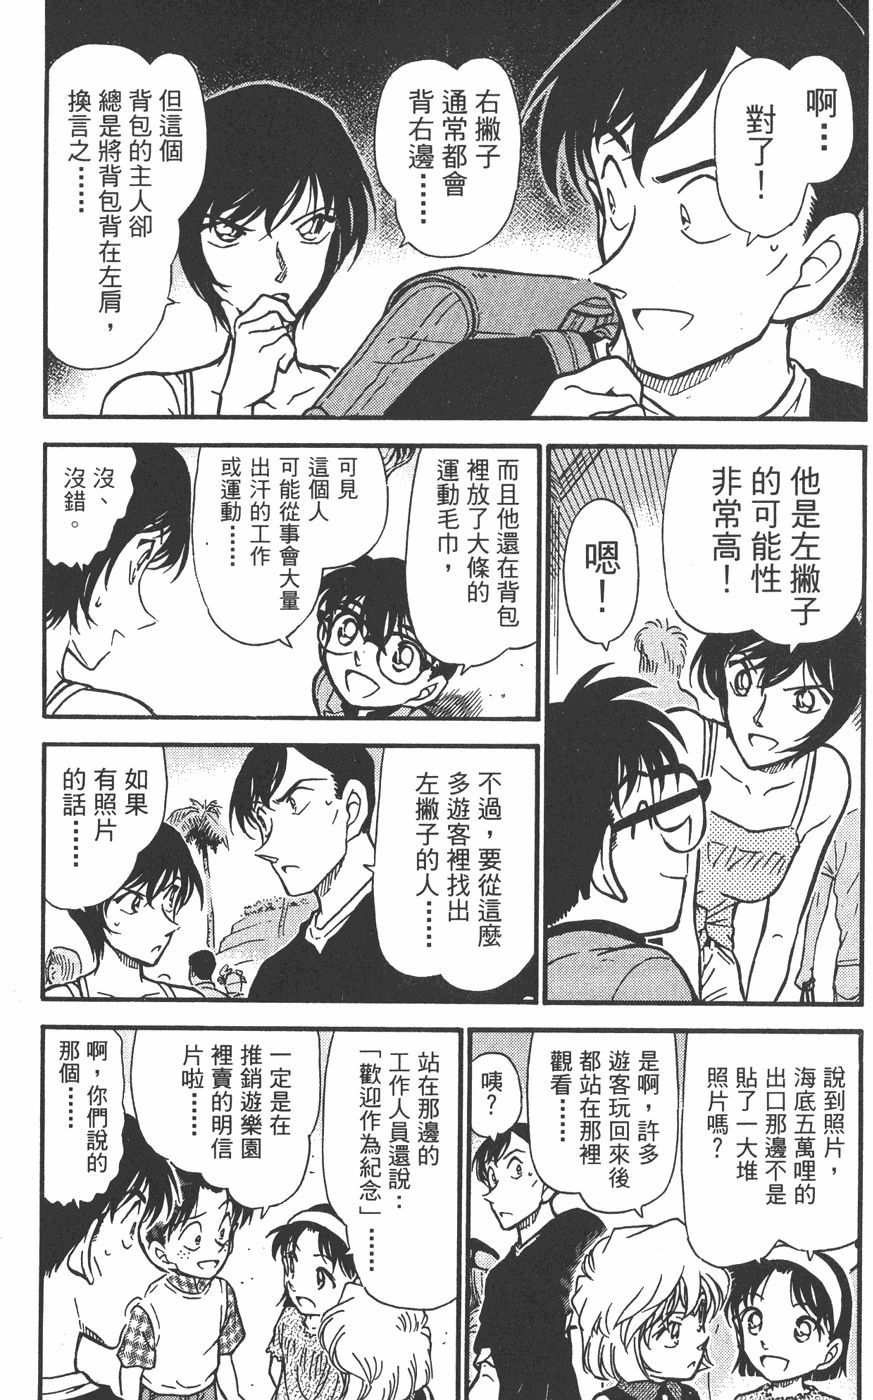 啊…
對了！
右撇子
通常都會
背右邊……
但這個
背包的主人卻
總是將背包背在左肩，
換言之……
他是左撇子
的可能性
非常高！
嗯！
而且他還在背包
裡放了大條的
運動毛巾，
可見
這個人
可能從事會大量
出汗的工作
或運動……
沒、
沒錯。
不過，要從這麼
多遊客裡找出
左撇子的人……
如果
有照片
的話……
說到照片，
海底五萬哩的
出口那邊不是
貼了一大堆
照片嗎？
是啊，許多
遊客玩回來後
都站在那裡
觀看……
咦？
站在那邊的
工作人員還說：
「歡迎作為紀念」……
一定是在
推銷遊樂園
裡賣的明信
片啦……
啊，你們說的
那個……